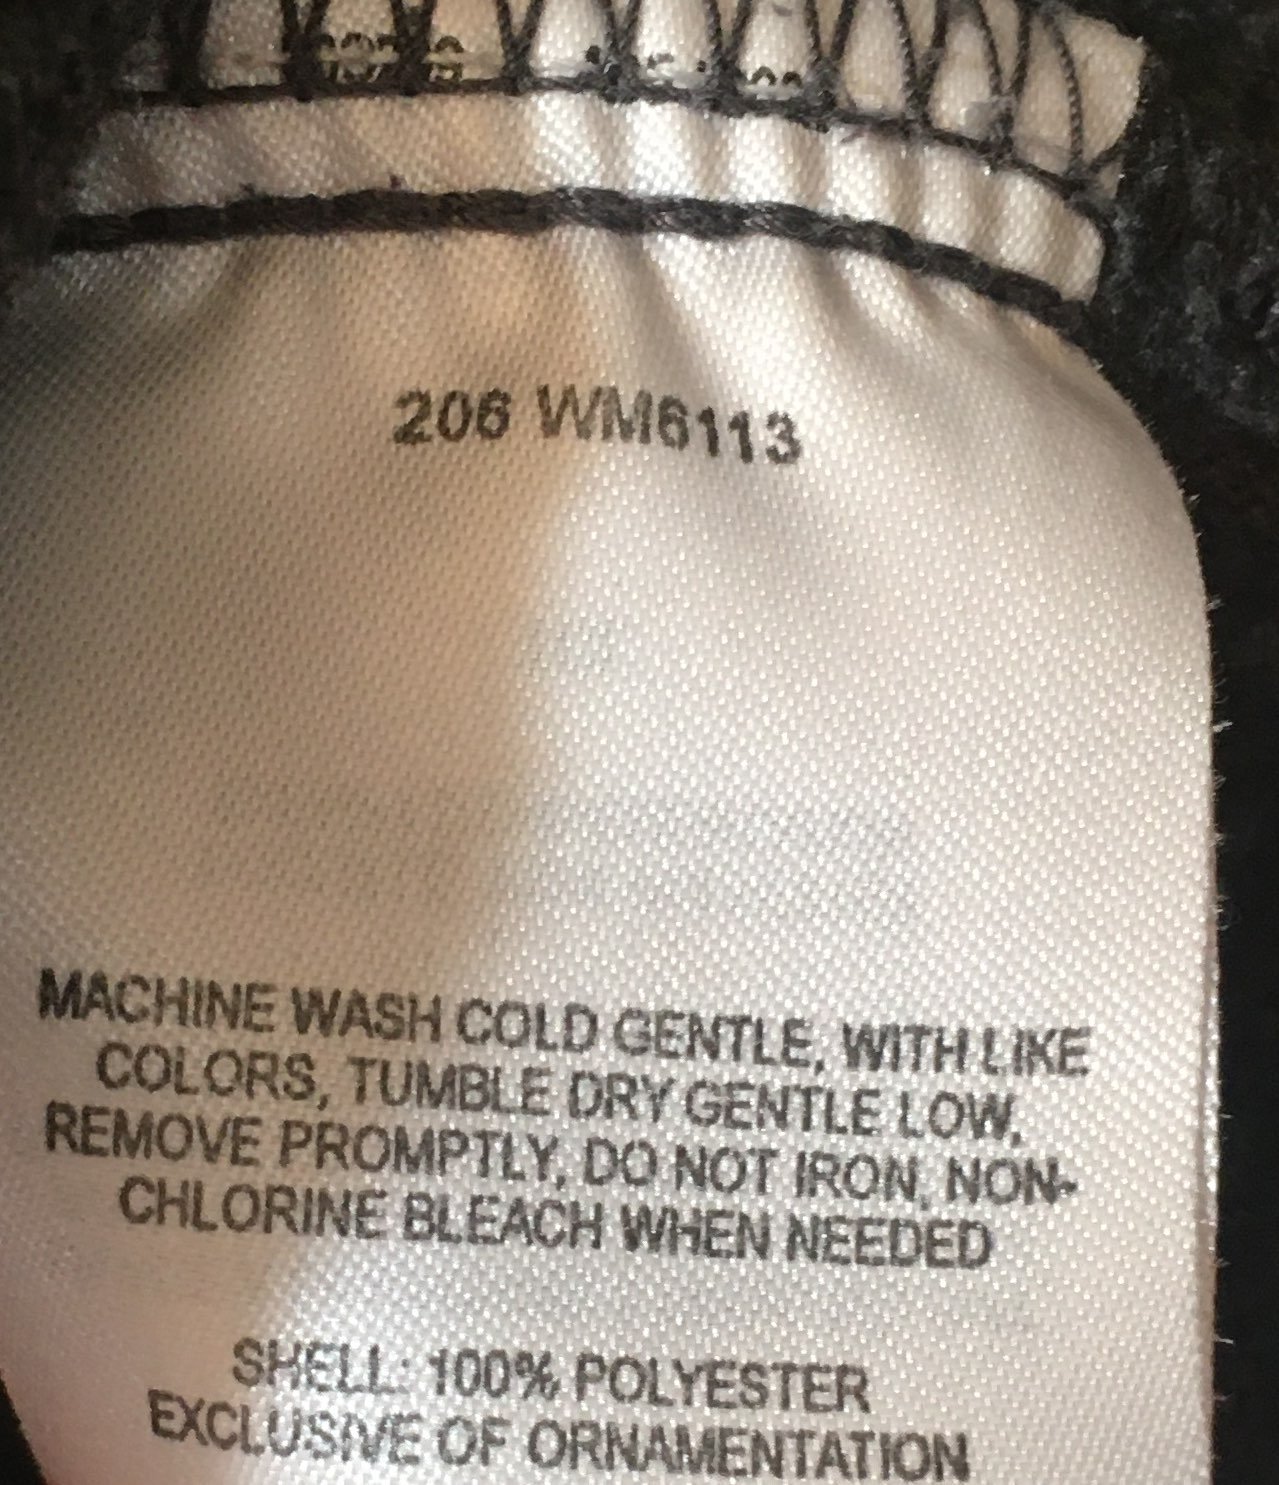 206 WM6113
MACHINE WASH COLD GENTLE, WITH LIKE
COLORS, TUMBLE DRY GENTLE LOW,
REMOVE PROMPTLY, DO NOT IRON, NON-
CHLORINE BLEACH WHEN NEEDED
SHELL: 100% POLYESTER
EXCLUSIVE OF ORNAMENTATION